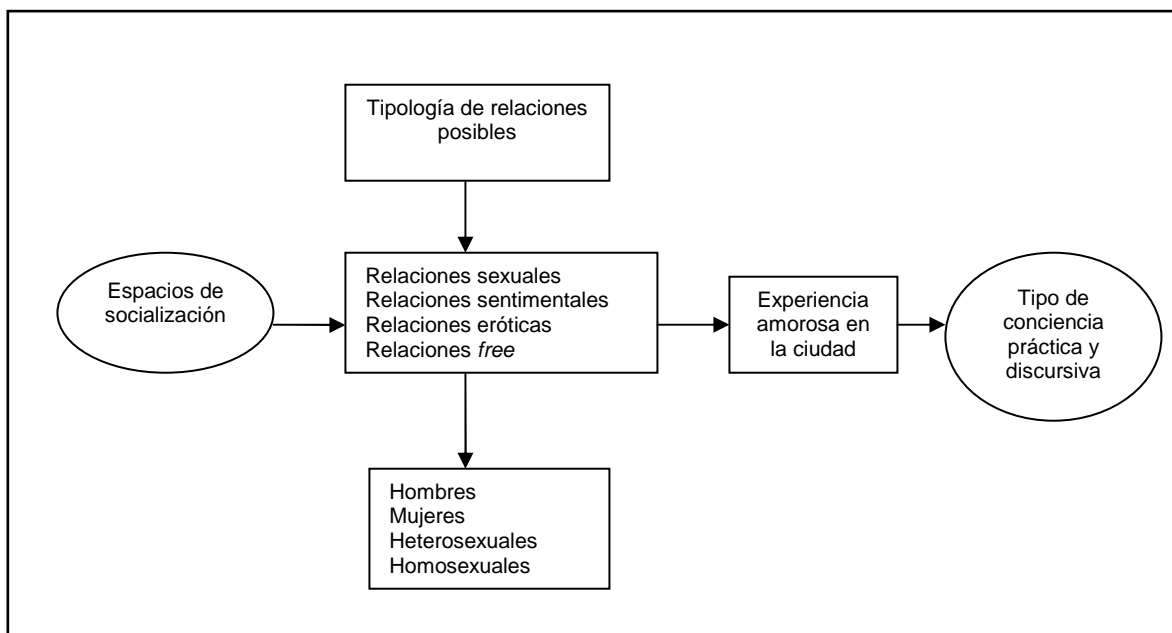 Tipología de relaciones
posibles
Espacios de
socialización
Relaciones sexuales
Relaciones sentimentales
Relaciones eróticas
Relaciones free
Experiencia
amorosa en
la ciudad
Tipo de
conciencia
práctica y
discursiva
Hombres
Mujeres
Heterosexuales
Homosexuales